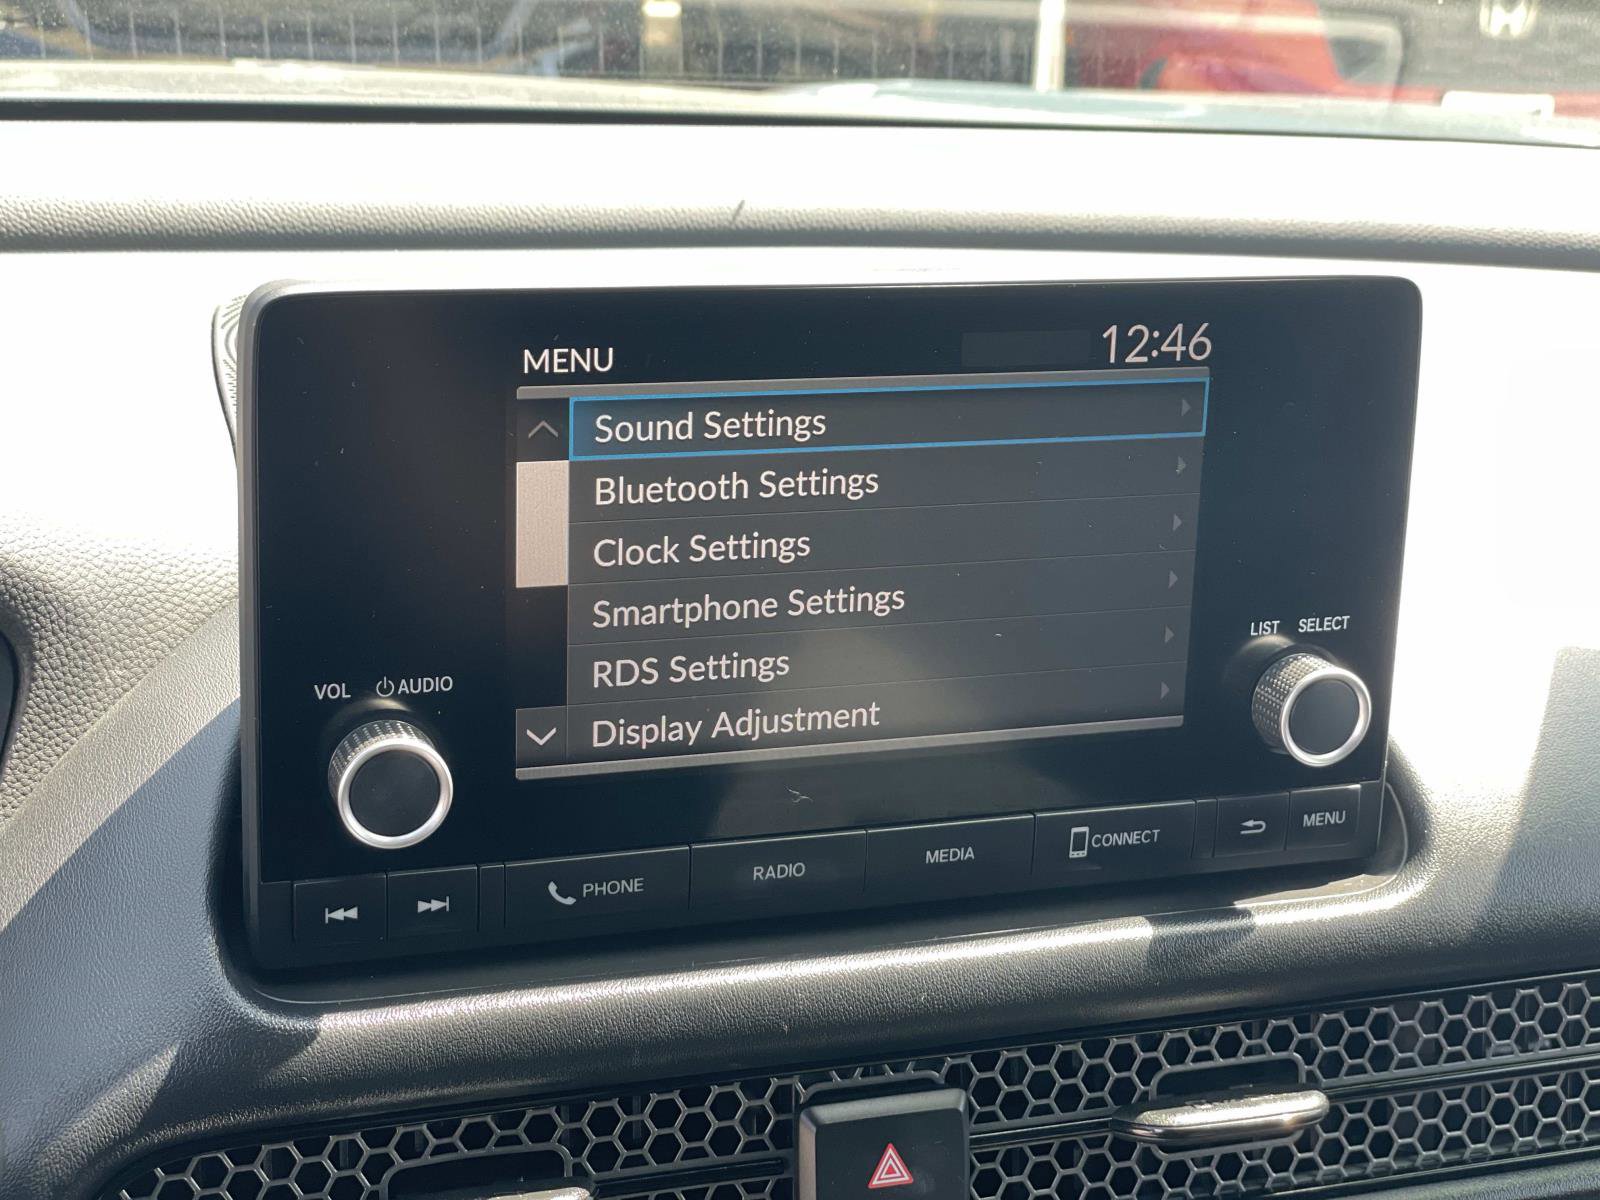 MENU 12:46
Sound Settings
Bluetooth Settings
Clock Settings
Smartphone Settings
RDS Settings
Display Adjustment
VOL AUDIO
LIST SELECT
PHONE RADIO MEDIA CONNECT MENU